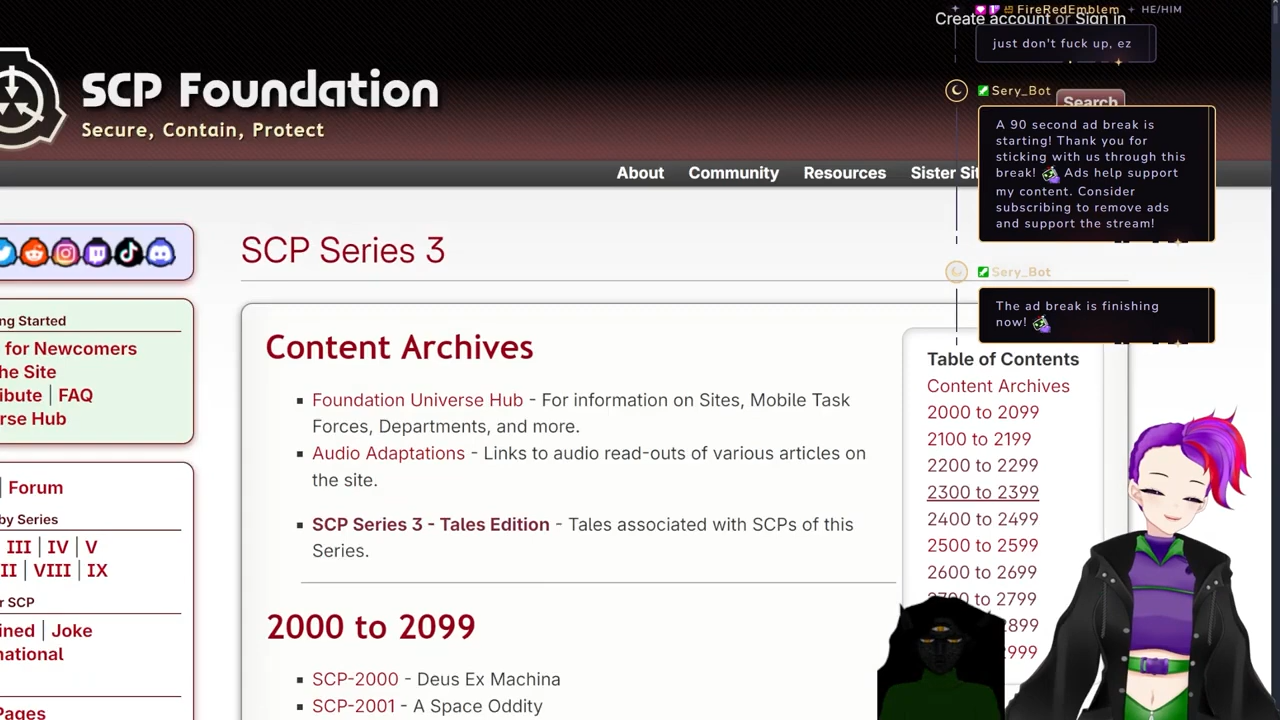 FireRedEmblem HE/HIM
Create account or Sign in
just don't fuck up, ez
SCP Foundation
Secure, Contain, Protect
Sery_Bot
Search
A 90 second ad break is
starting! Thank you for
sticking with us through this
break! Ads help support
my content. Consider
subscribing to remove ads
and support the stream!
About Community Resources Sister Sit
Sery_Bot
The ad break is finishing
now!
ng Started
for Newcomers
he Site
ibute | FAQ
rse Hub
| Forum
by Series
III | IV | V
II | VIII | IX
r SCP
ined | Joke
national
Pages
SCP Series 3
Content Archives
Foundation Universe Hub - For information on Sites, Mobile Task
Forces, Departments, and more.
Audio Adaptations - Links to audio read-outs of various articles on
the site.
SCP Series 3 - Tales Edition - Tales associated with SCPs of this
Series.
2000 to 2099
SCP-2000 - Deus Ex Machina
SCP-2001 - A Space Oddity
Table of Contents
Content Archives
2000 to 2099
2100 to 2199
2200 to 2299
2300 to 2399
2400 to 2499
2500 to 2599
2600 to 2699
2700 to 2799
2899
2999